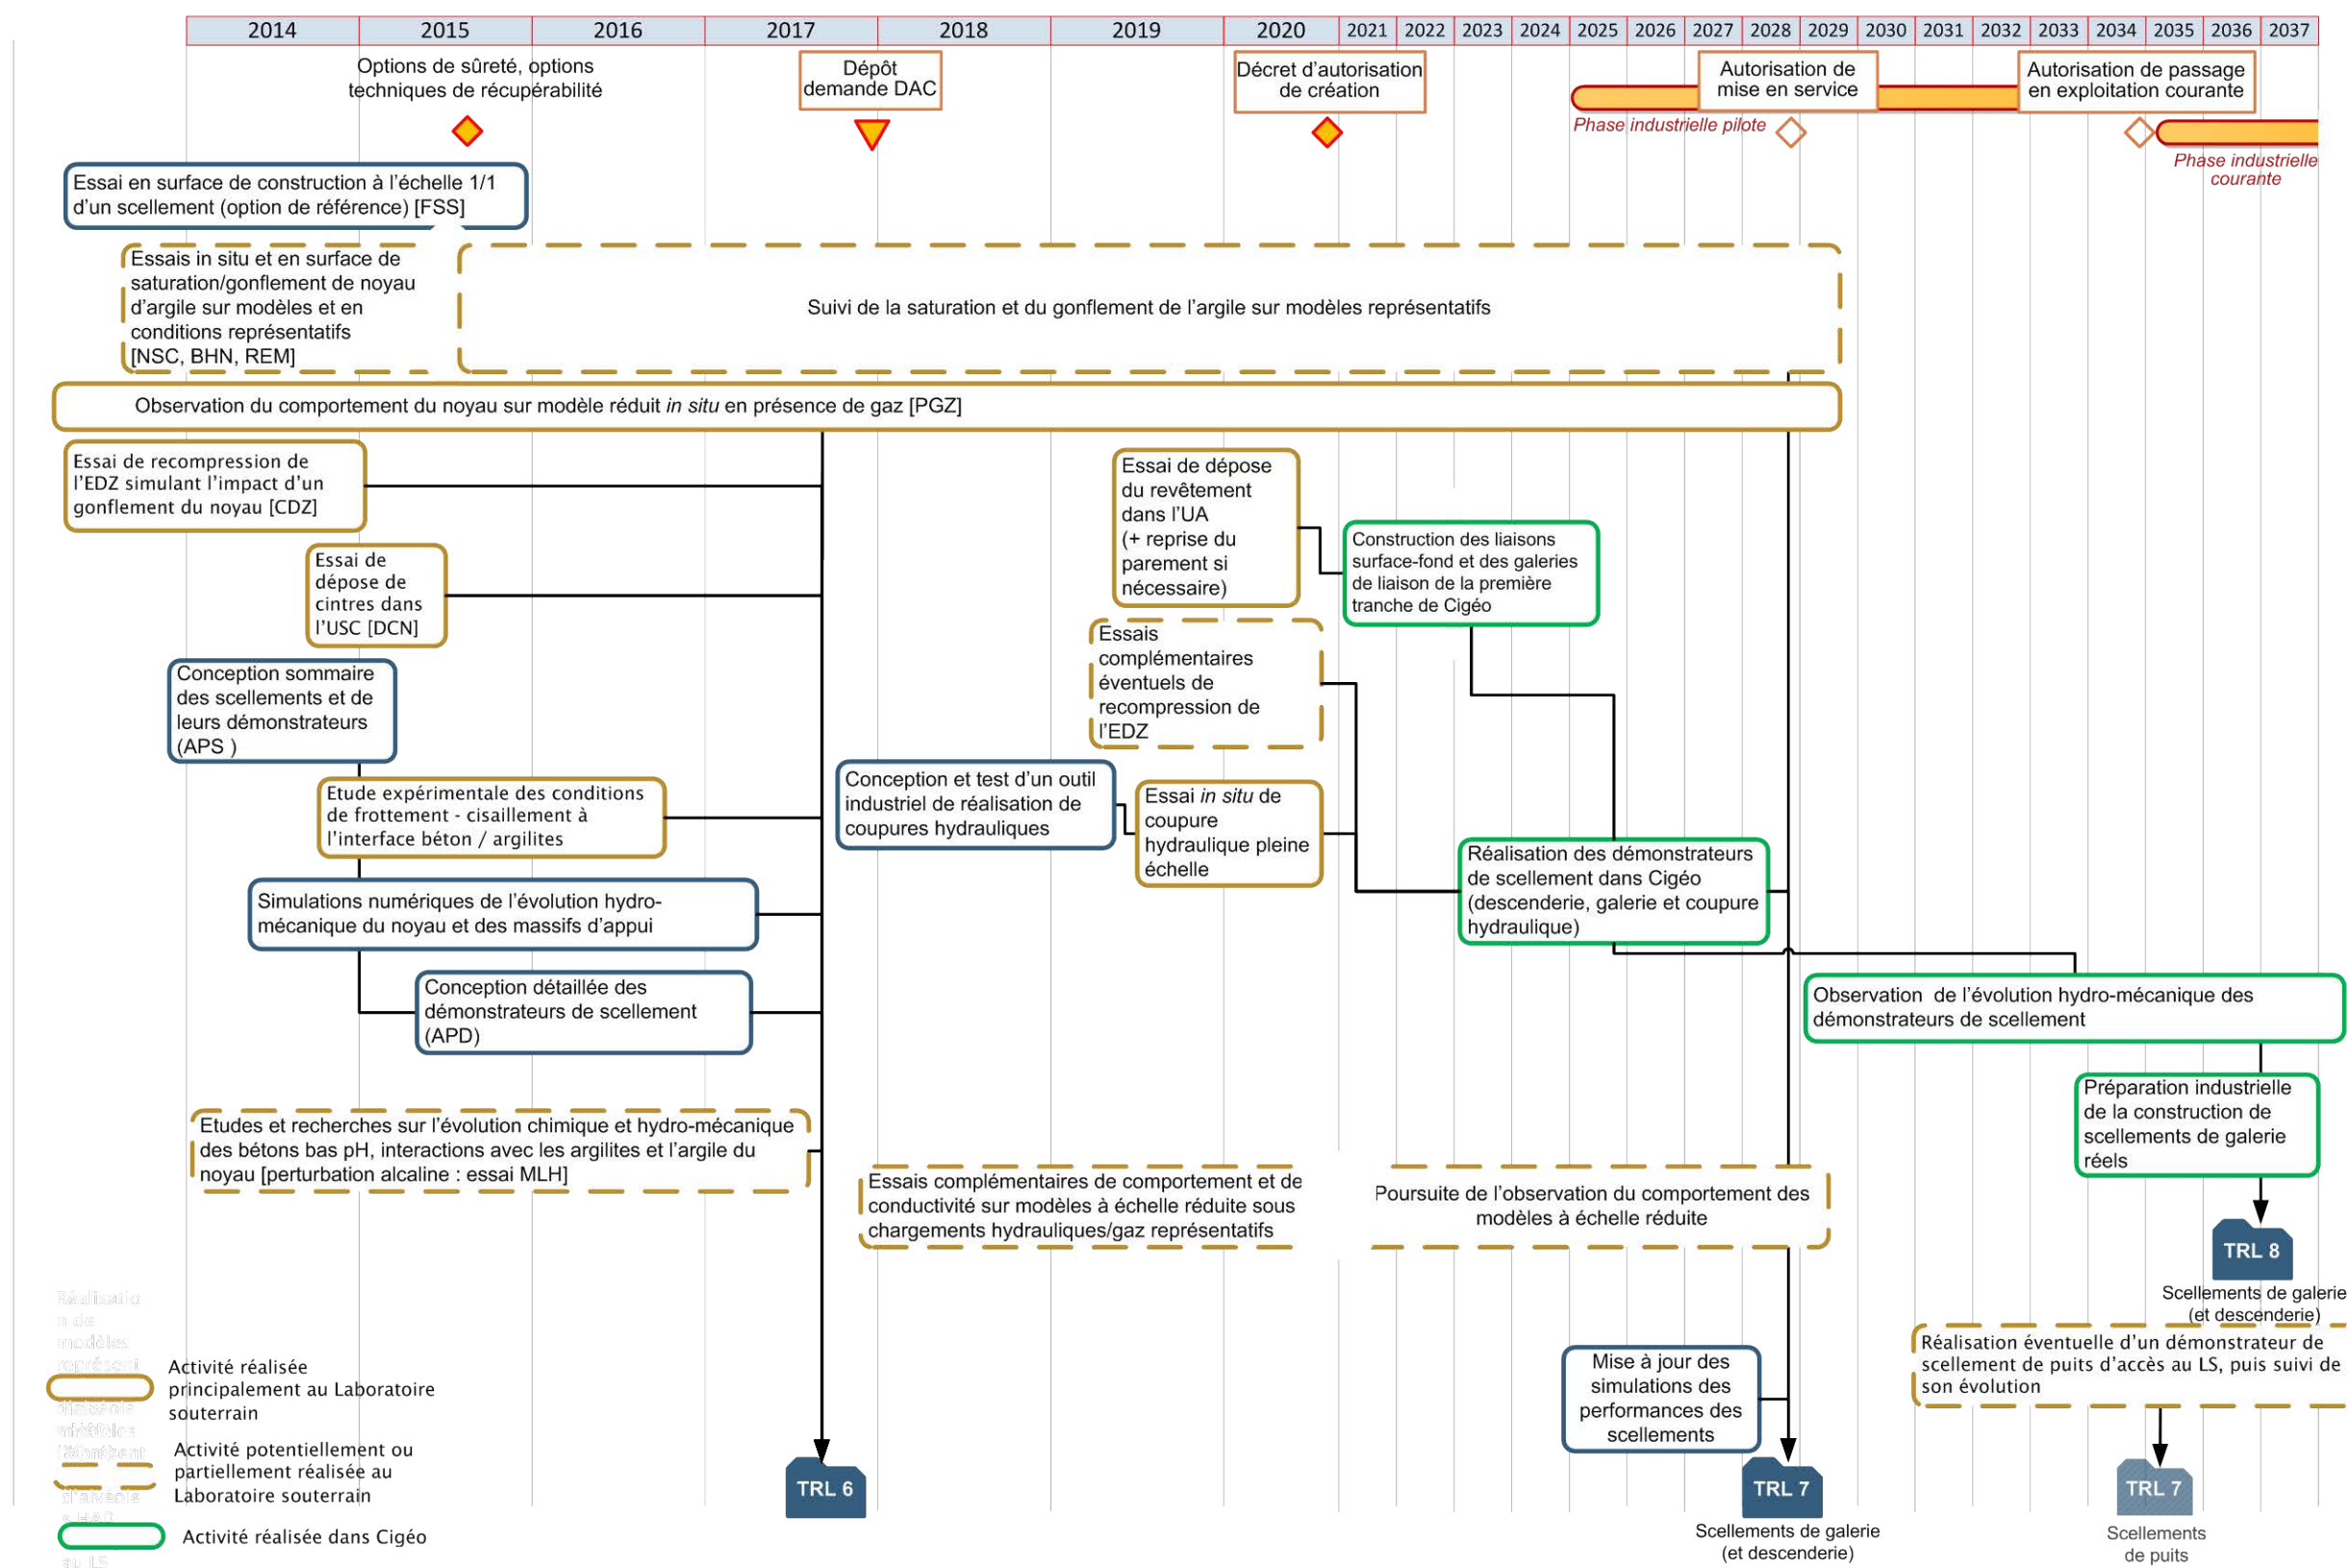 2014 2015 2016 2017 2018 2019 2020 2021 2022 2023 2024 2025 2026 2027 2028 2029 2030 2031 2032 2033 2034 2035 2036 2037
Options de sûreté, options
techniques de récupérabilité
Dépôt
demande DAC
Décret d'autorisation
de création
Autorisation de
mise en service
Autorisation de passage
en exploitation courante
Phase industrielle pilote
Phase industrielle
courante
Essai en surface de construction à l'échelle 1/1
d'un scellement (option de référence) [FSS]
Essais in situ et en surface de
saturation/gonflement de noyau
d'argile sur modèles et en
conditions représentatifs
[NSC, BHN, REM]
Suivi de la saturation et du gonflement de l'argile sur modèles représentatifs
Observation du comportement du noyau sur modèle réduit in situ en présence de gaz [PGZ]
Essai de recompression de
l'EDZ simulant l'impact d'un
gonflement du noyau [CDZ]
Essai de dépose
du revêtement
dans l'UA
(+ reprise du
parement si
nécessaire)
Construction des liaisons
surface-fond et des galeries
de liaison de la première
tranche de Cigéo
Essai de
dépose de
cintres dans
l'USC [DCN]
Essais
complémentaires
éventuels de
recompression de
l'EDZ
Conception sommaire
des scellements et de
leurs démonstrateurs
(APS )
Etude expérimentale des conditions
de frottement - cisaillement à
l'interface béton / argilites
Conception et test d'un outil
industriel de réalisation de
coupures hydrauliques
Essai in situ de
coupure
hydraulique pleine
échelle
Réalisation des démonstrateurs
de scellement dans Cigéo
(descenderie, galerie et coupure
hydraulique)
Simulations numériques de l'évolution hydro-
mécanique du noyau et des massifs d'appui
Conception détaillée des
démonstrateurs de scellement
(APD)
Observation de l'évolution hydro-mécanique des
démonstrateurs de scellement
Préparation industrielle
de la construction de
scellements de galerie
réels
Etudes et recherches sur l'évolution chimique et hydro-mécanique
des bétons bas pH, interactions avec les argilites et l'argile du
noyau [perturbation alcaline : essai MLH]
Essais complémentaires de comportement et de
conductivité sur modèles à échelle réduite sous
chargements hydrauliques/gaz représentatifs
Poursuite de l'observation du comportement des
modèles à échelle réduite
TRL 8
Scellements de galerie
(et descenderie)
Réalisation éventuelle d'un démonstrateur de
scellement de puits d'accès au LS, puis suivi de
son évolution
Mise à jour des
simulations des
performances des
scellements
TRL 6
TRL 7
Scellements de galerie
(et descenderie)
TRL 7
Scellements
de puits
Réalisatio
n de
modèles
représent
Activité réalisée
principalement au Laboratoire
souterrain
Activité potentiellement ou
partiellement réalisée au
Laboratoire souterrain
d'alvéole
s HAO
au LS
Activité réalisée dans Cigéo